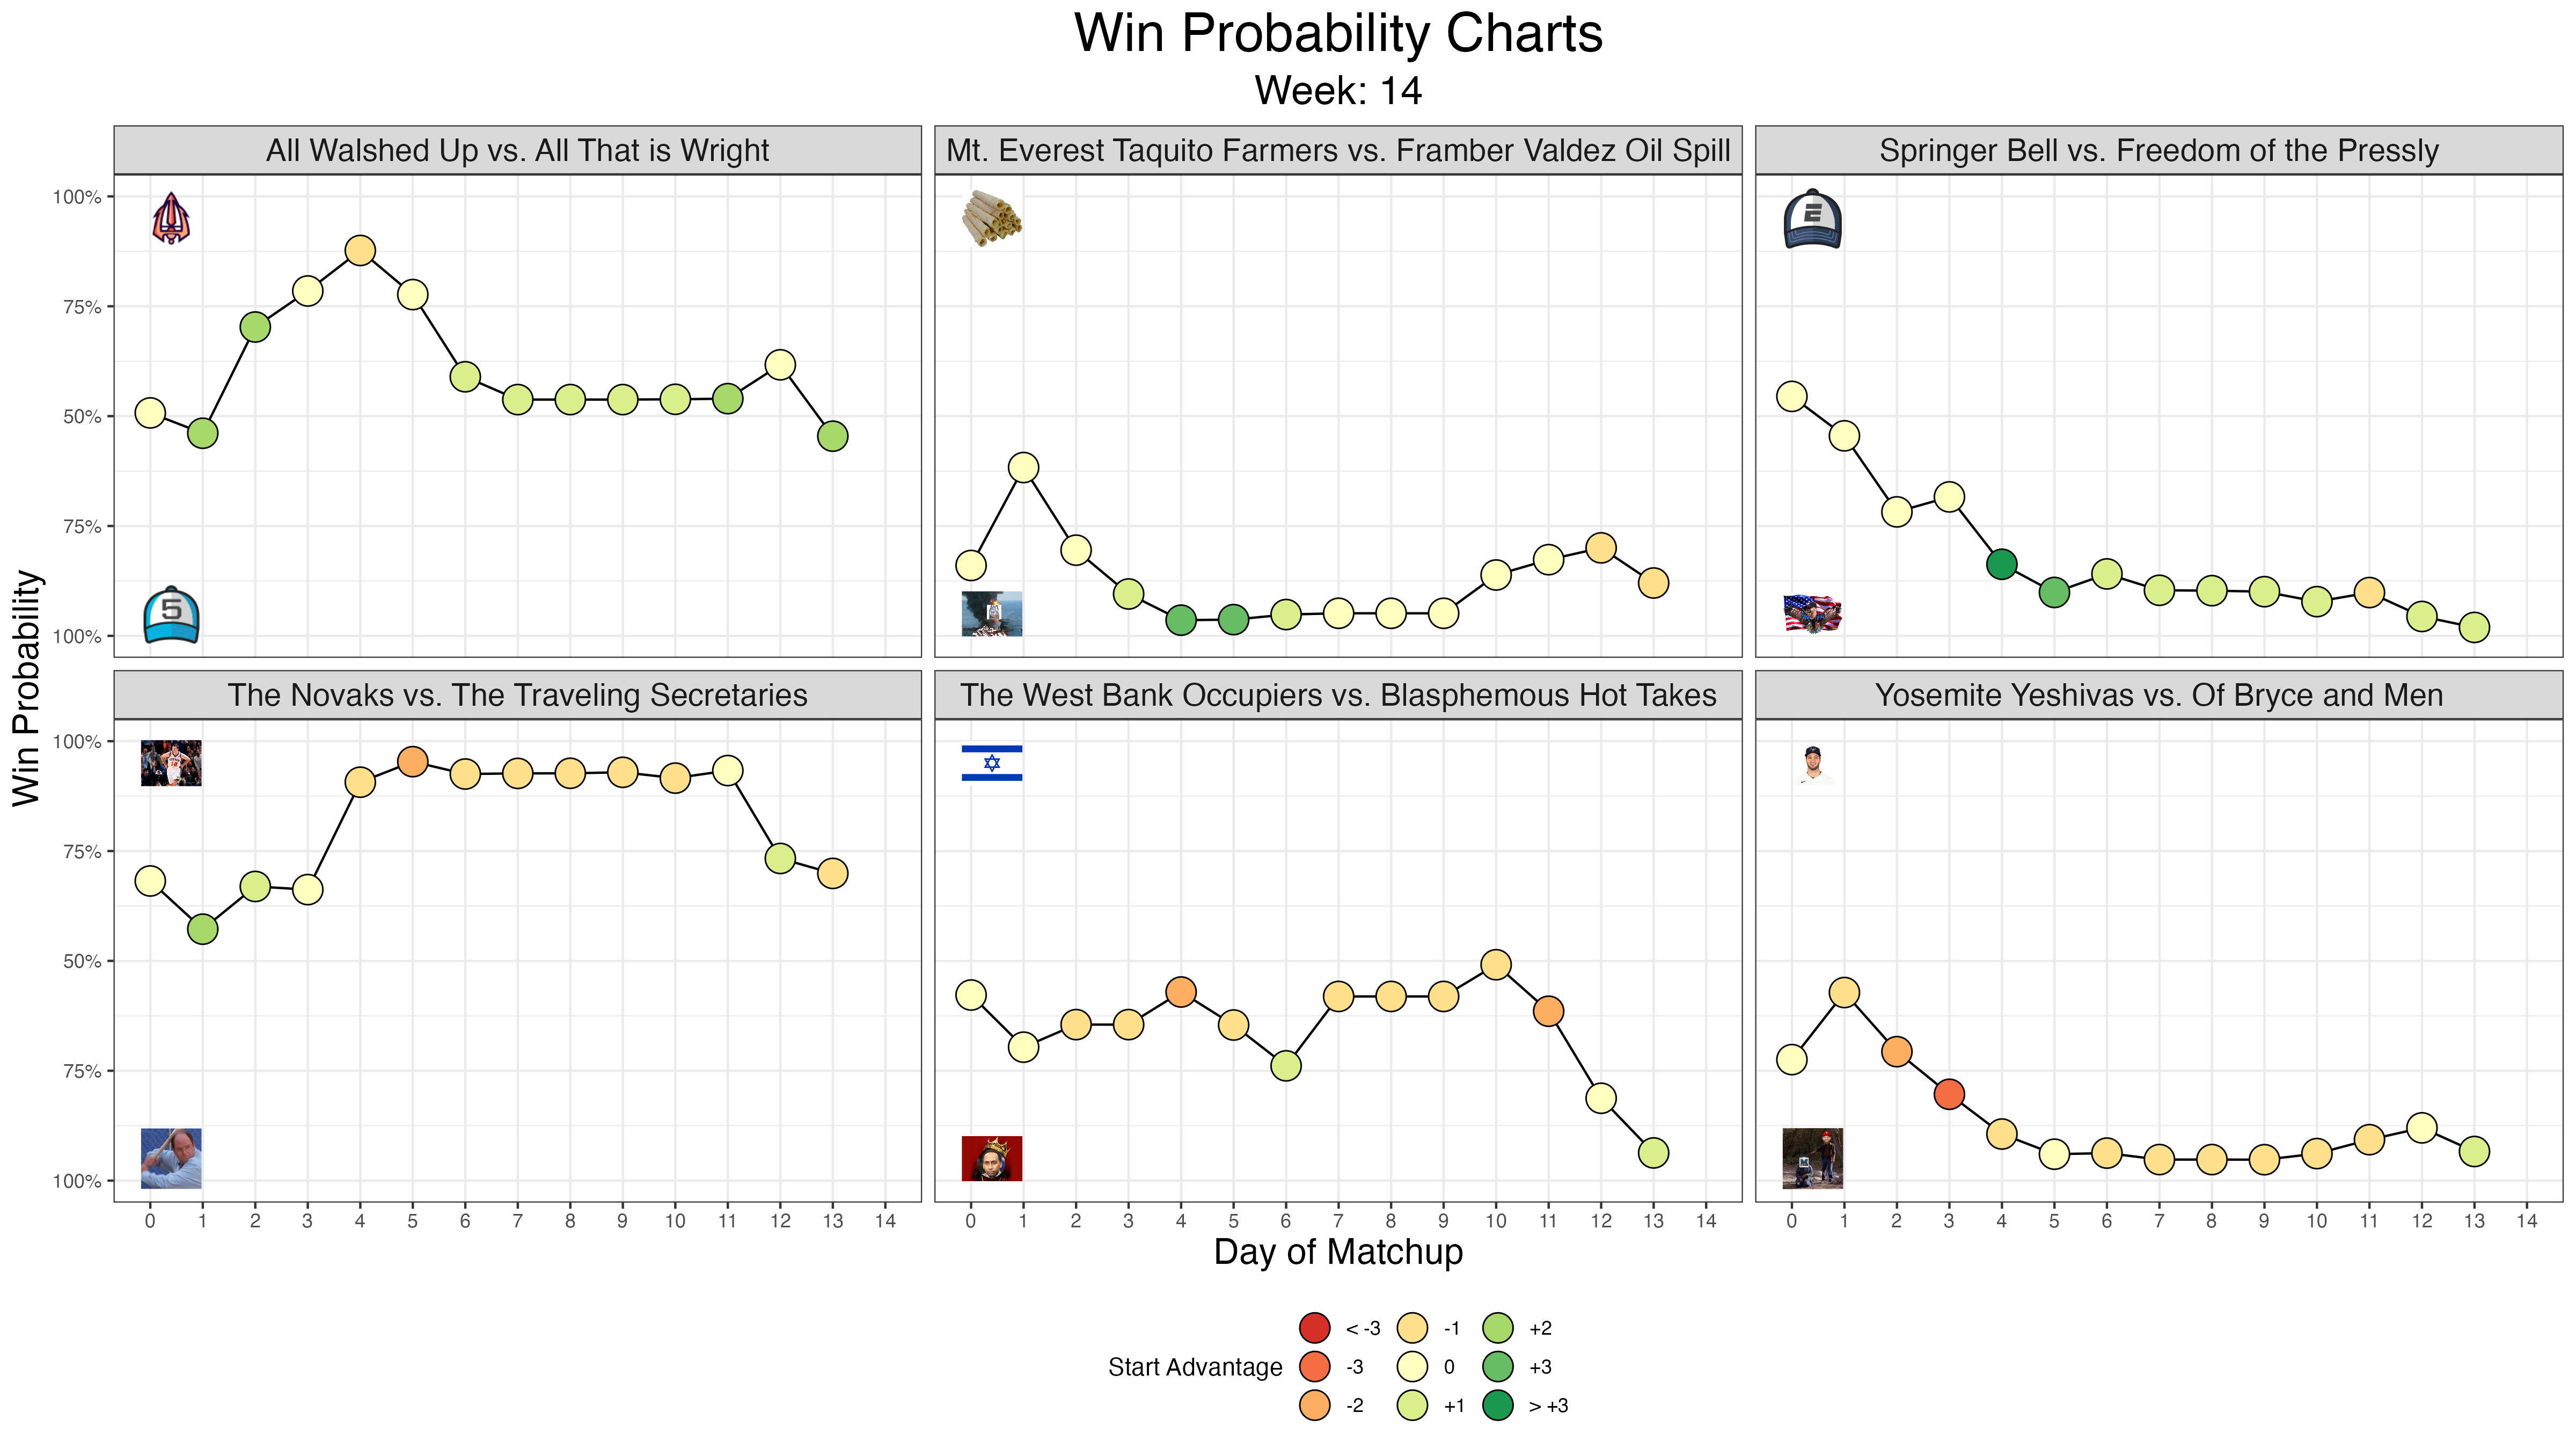 Win Probability Charts
Week: 14
All Walshed Up vs. All That is Wright
Mt. Everest Taquito Farmers vs. Framber Valdez Oil Spill
Springer Bell vs. Freedom of the Pressly
100%
75%
50%
75%
100%
5
The Novaks vs. The Traveling Secretaries
The West Bank Occupiers vs. Blasphemous Hot Takes
Yosemite Yeshivas vs. Of Bryce and Men
100%
75%
50%
75%
100%
Win Probability
0 1 2 3 4 5 6 7 8 9 10 11 12 13 14
0 1 2 3 4 5 6 7 8 9 10 11 12 13 14
0 1 2 3 4 5 6 7 8 9 10 11 12 13 14
Day of Matchup
Start Advantage
< -3 -1 +2
-3 0 +3
-2 +1 > +3